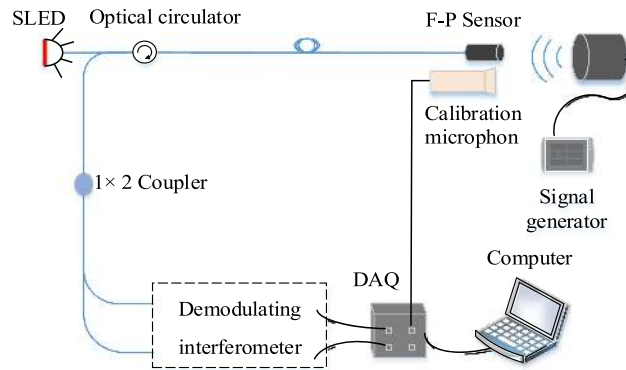 SLED
Optical circulator
F-P Sensor
Calibration
microphon
Signal
generator
1× 2 Coupler
Computer
DAQ
Demodulating
interferometer